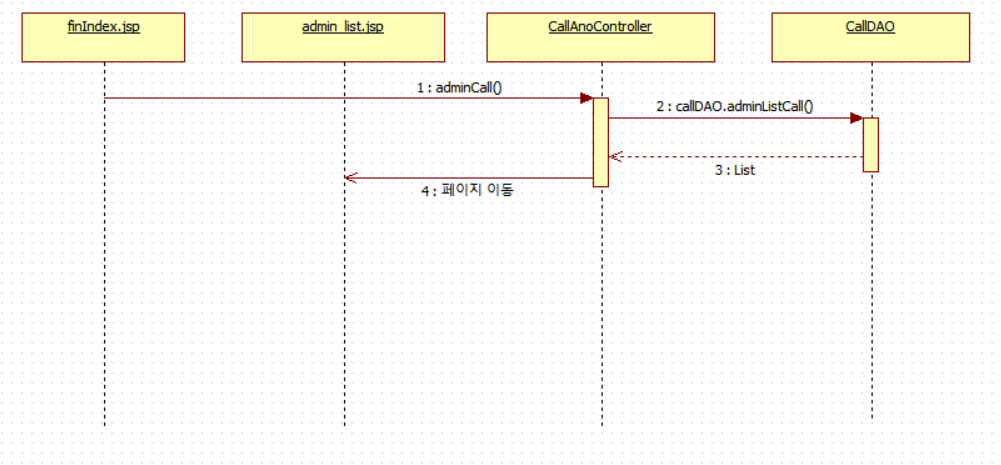 finIndex.jsp
admin_list.jsp
CallAnoController
CallDAO
1 : adminCall()
2 : callDAO.adminListCall()
3 : List
4 : 페이지 이동